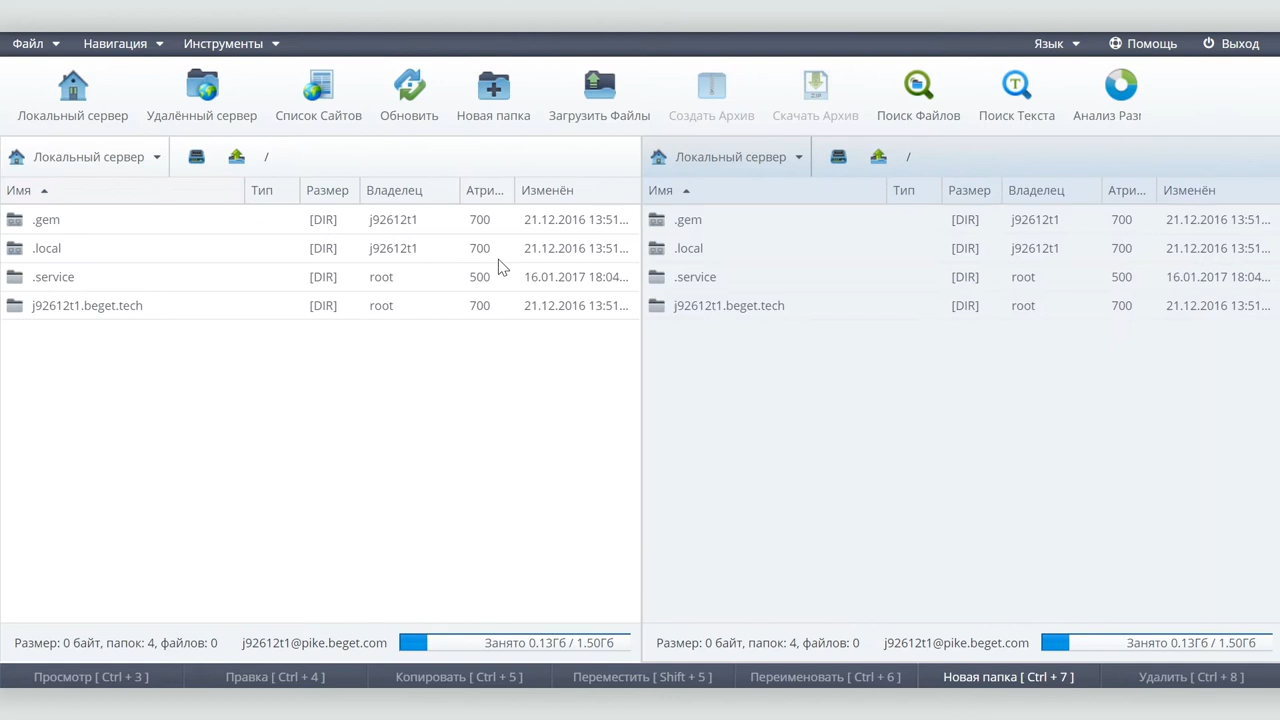 Файл Навигация Инструменты Язык Помощь Выход
Локальный сервер Удалённый сервер Список Сайтов Обновить Новая папка Загрузить Файлы Создать Архив Скачать Архив Поиск Файлов Поиск Текста Анализ Раз
Локальный сервер /
Имя Тип Размер Владелец Атри... Изменён
.gem [DIR] j92612t1 700 21.12.2016 13:51...
.local [DIR] j92612t1 700 21.12.2016 13:51...
.service [DIR] root 500 16.01.2017 18:04...
j92612t1.beget.tech [DIR] root 700 21.12.2016 13:51...
Размер: 0 байт, папок: 4, файлов: 0 j92612t1@pike.beget.com Занято 0.13Гб / 1.50Гб
Локальный сервер /
Имя Тип Размер Владелец Атри... Изменён
.gem [DIR] j92612t1 700 21.12.2016 13:51...
.local [DIR] j92612t1 700 21.12.2016 13:51...
.service [DIR] root 500 16.01.2017 18:04...
j92612t1.beget.tech [DIR] root 700 21.12.2016 13:51...
Размер: 0 байт, папок: 4, файлов: 0 j92612t1@pike.beget.com Занято 0.13Гб / 1.50Гб
Просмотр [ Ctrl + 3 ] Правка [ Ctrl + 4 ] Копировать [ Ctrl + 5 ] Переместить [ Shift + 5 ] Переименовать [ Ctrl + 6 ] Новая папка [ Ctrl + 7 ] Удалить [ Ctrl + 8 ]